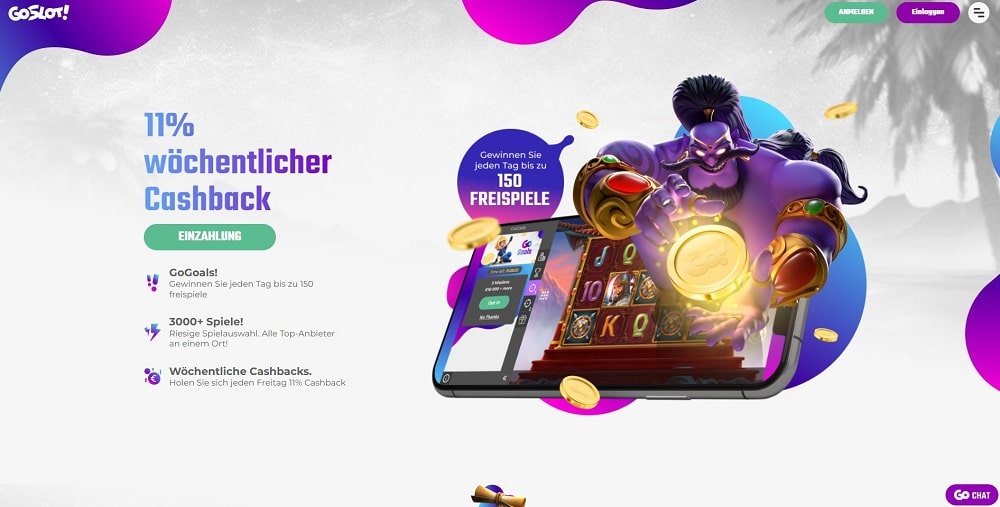 GOSLOT!
ANMELDEN
Einloggen
11%
wöchentlicher
Cashback
EINZAHLUNG
GoGoals!
Gewinnen Sie jeden Tag bis zu 150
freispiele
3000+ Spiele!
Riesige Spielauswahl. Alle Top-Anbieter
an einem Ort!
Wöchentliche Cashbacks.
Holen Sie sich jeden Freitag 11% Cashback
Gewinnen Sie
jeden Tag bis zu
150
FREISPIELE
GO
Goals
Opt in
No, Thanks
10
J
Q
K
Q
GO!
GO CHAT